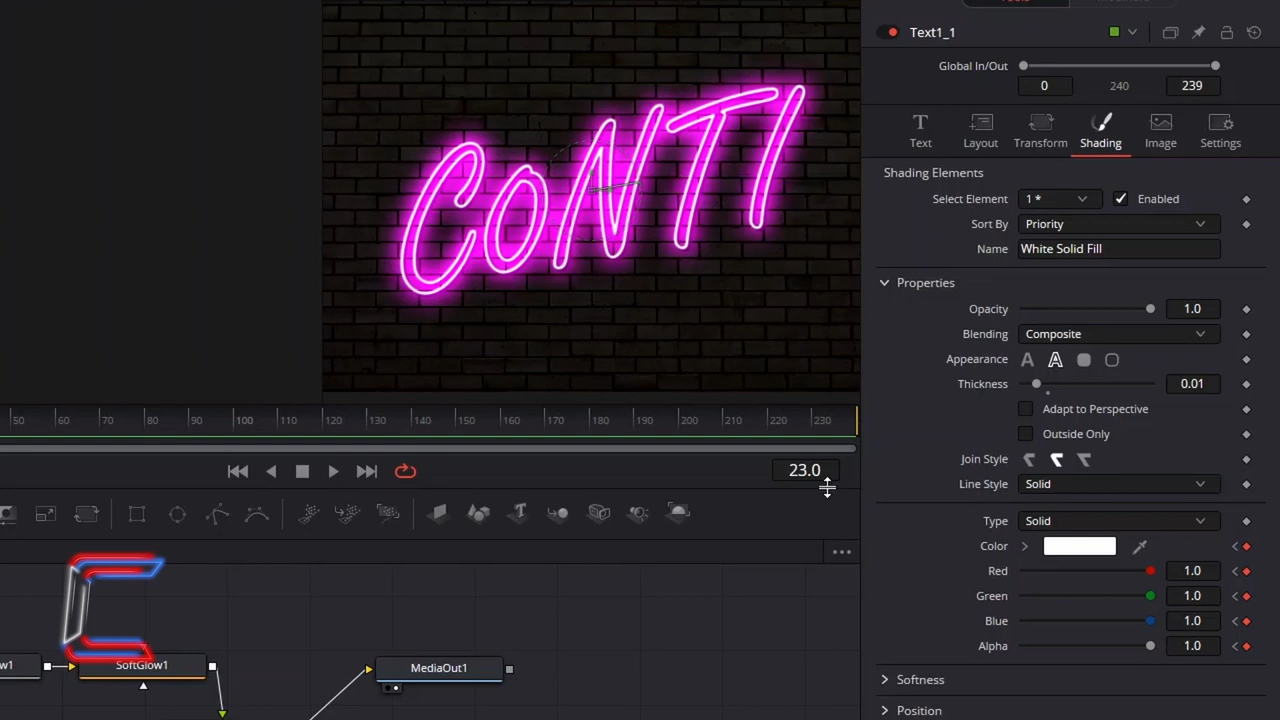 Text1_1
Global In/Out
0 240 239
Text Layout Transform Shading Image Settings
CONTI
Shading Elements
Select Element 1 * Enabled
Sort By Priority
Name White Solid Fill
Properties
Opacity 1.0
Blending Composite
Appearance
Thickness 0.01
Adapt to Perspective
Outside Only
Join Style
Line Style Solid
50 60 70 80 90 100 110 120 130 140 150 160 170 180 190 200 210 220 230
23.0
Type Solid
Color
Red 1.0
Green 1.0
Blue 1.0
Alpha 1.0
w1 SoftGlow1 MediaOut1
Softness
Position